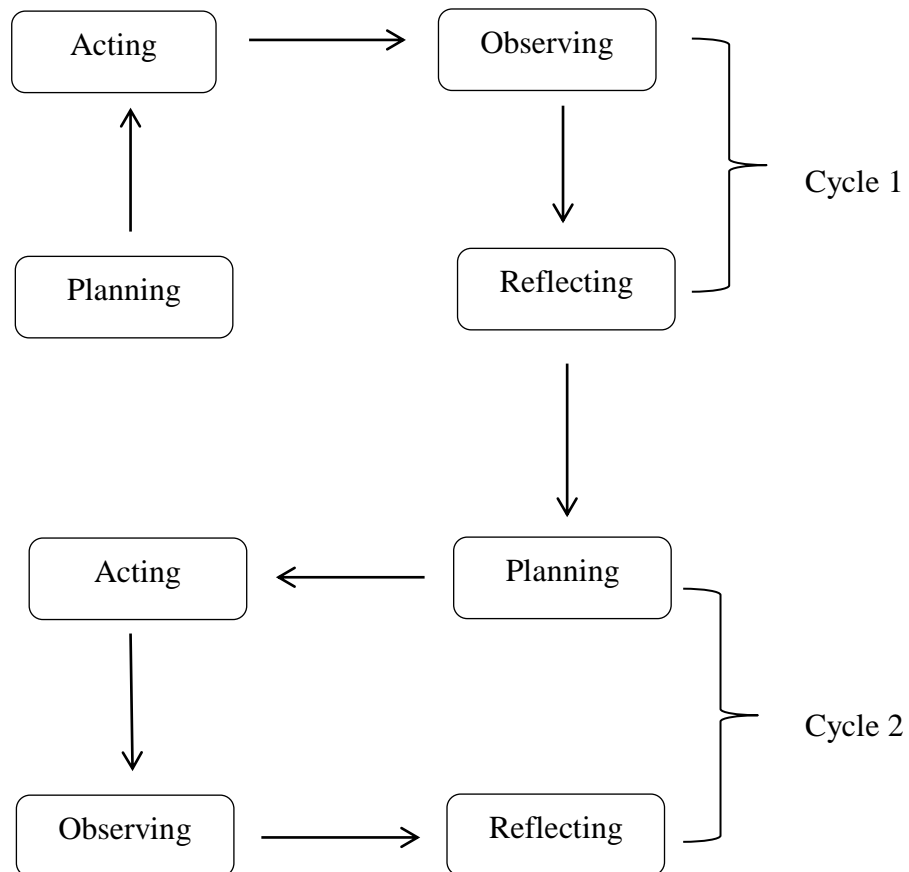 Acting
Observing
Cycle 1
Planning
Reflecting
Acting
Planning
Cycle 2
Observing
Reflecting